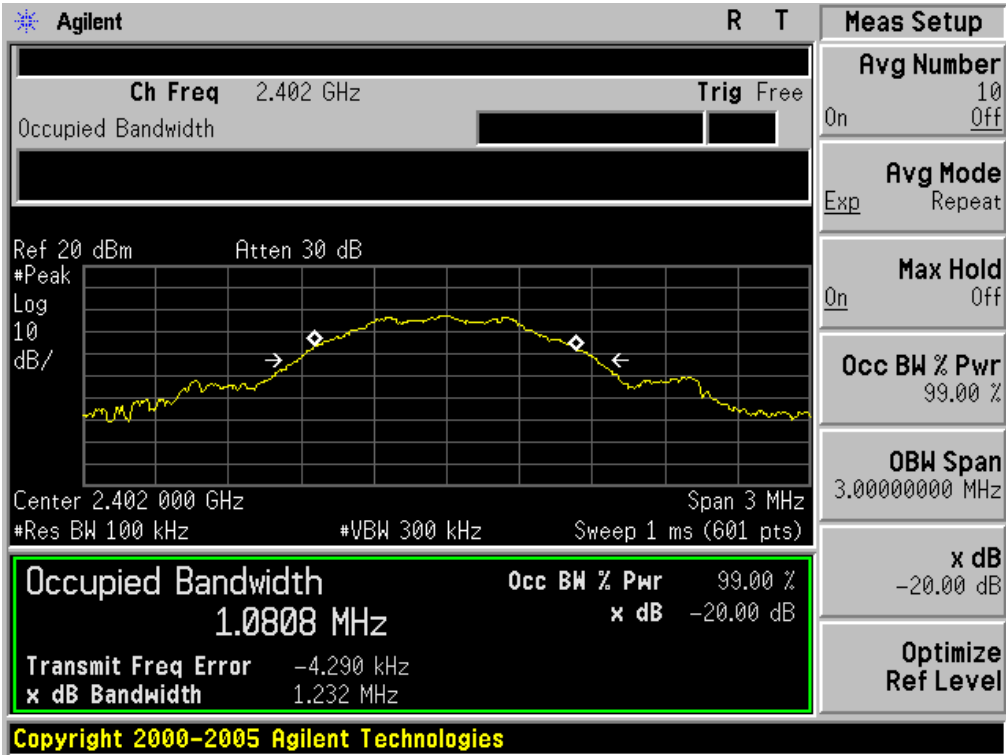 Agilent R T
Ch Freq 2.402 GHz Trig Free
Occupied Bandwidth
Ref 20 dBm Atten 30 dB
#Peak
Log
10
dB/
Center 2.402 000 GHz Span 3 MHz
#Res BW 100 kHz #VBW 300 kHz Sweep 1 ms (601 pts)
Occupied Bandwidth
1.0808 MHz
Occ BW % Pwr 99.00 %
x dB -20.00 dB
Transmit Freq Error -4.290 kHz
x dB Bandwidth 1.232 MHz
Copyright 2000-2005 Agilent Technologies
Meas Setup
Avg Number
10
On Off
Avg Mode
Exp Repeat
Max Hold
On Off
Occ BW % Pwr
99.00 %
OBW Span
3.00000000 MHz
x dB
-20.00 dB
Optimize
Ref Level